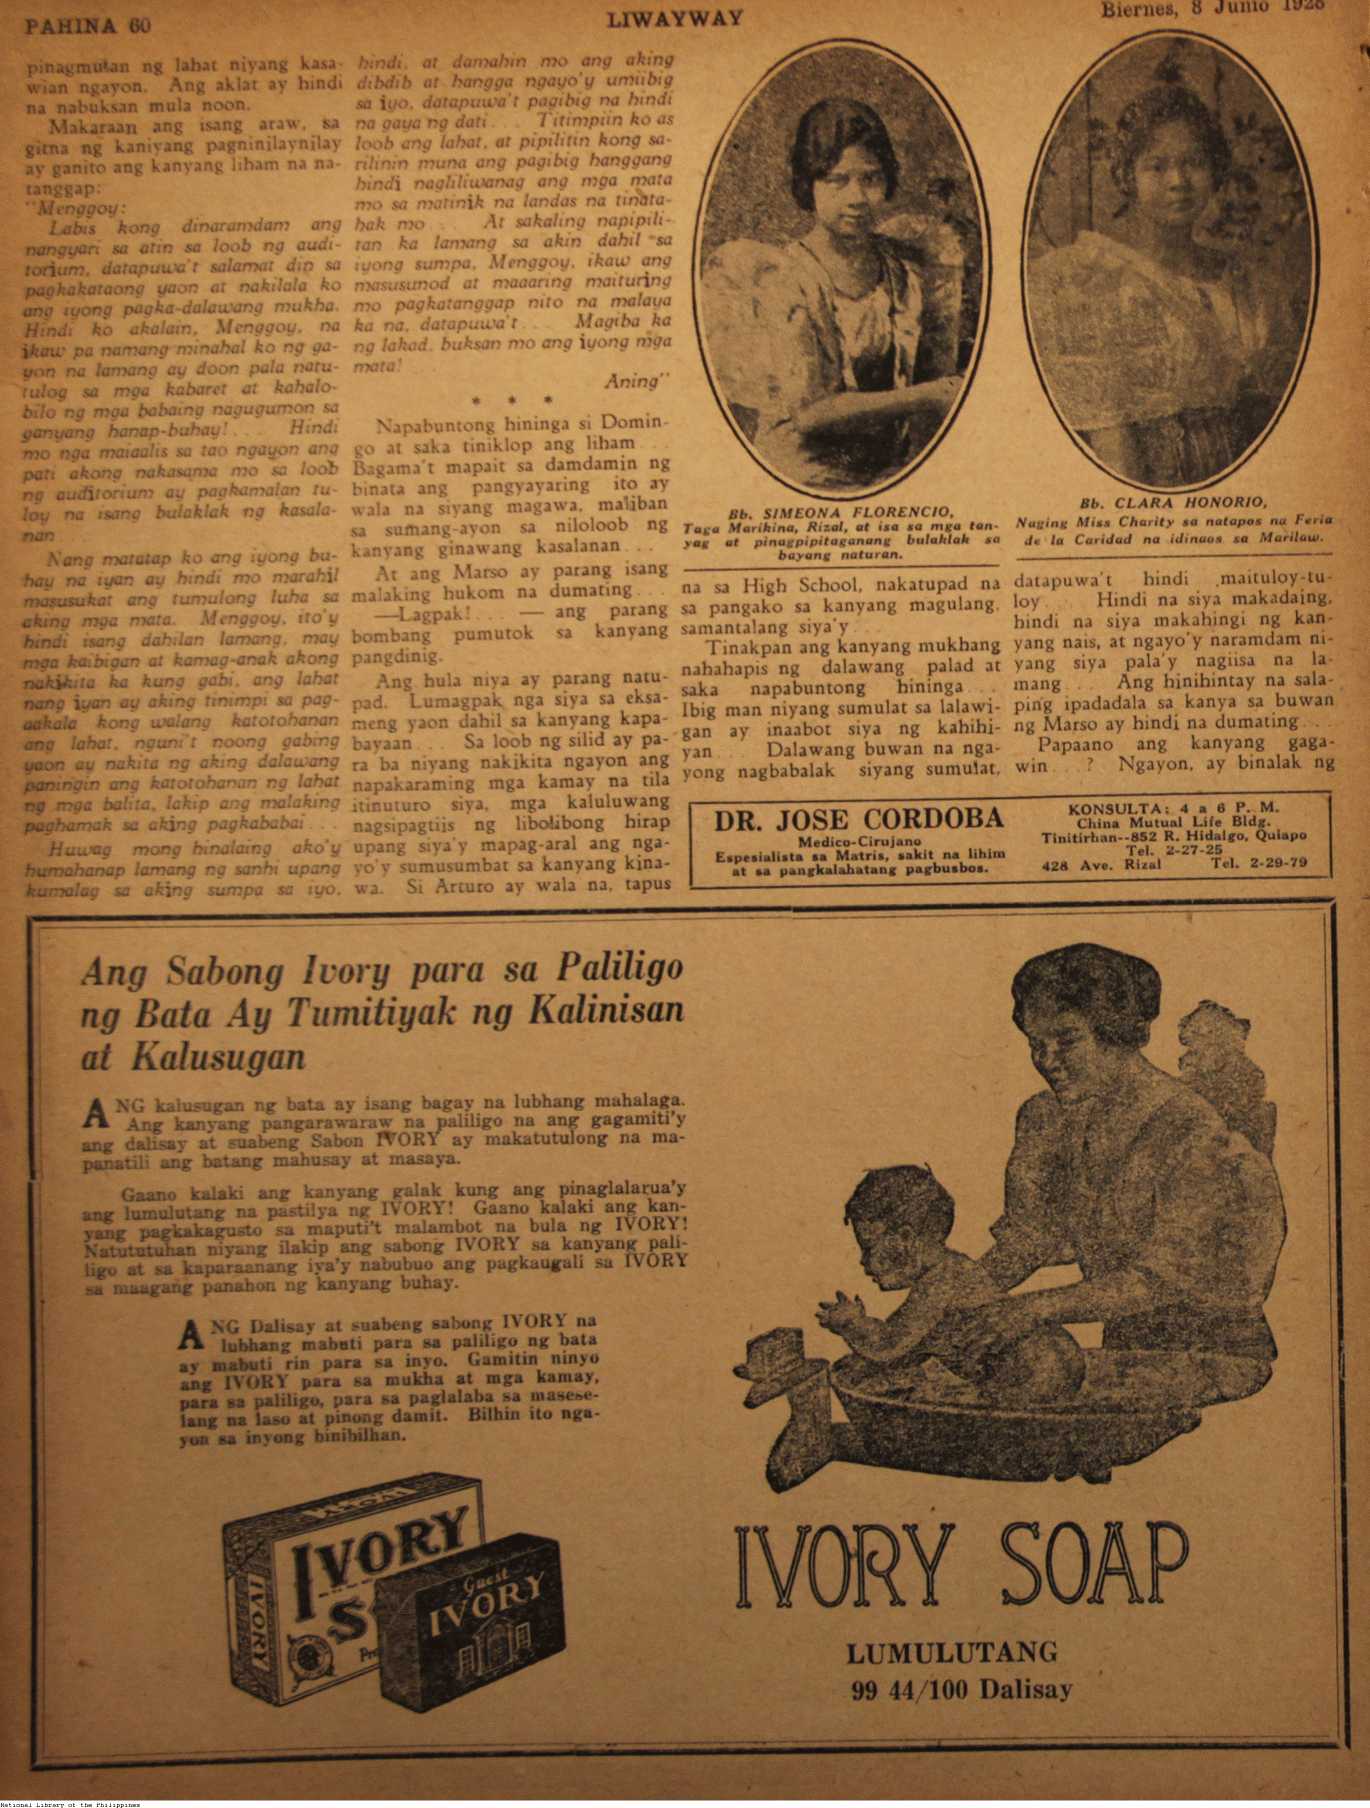 PAHINA 60
LIWAYWAY
Biernes, 8 Junio 1928
pinagmulan ng lahat niyang kasa-
wian ngayon. Ang aklat ay hindi
na nabuksan mula noon.
Makaraan ang isang araw, sa
gitna ng kaniyang pagninilaynilay
ay ganito ang kanyang liham na na-
tanggap:
"Menggoy:
Labis kong dinaramdam ang
nangyari sa atin sa loob ng audi-
torium, datapuwa't salamat din sa
pagkakataong yaon at nakilala ko
ang iyong pagka-dalawang mukha.
Hindi ko akalain, Menggoy, na
ikaw pa namang minahal ko ng ga-
yon na lamang ay doon pala natu-
tulog sa mga kabaret at kahalo-
bilo ng mga babaing nagugumon sa
ganyang hanap-buhay!... Hindi
mo nga maiaalis sa tao ngayon ang
pati akong nakasama mo sa loob
ng auditorium ay pagkamalan tu-
loy na isang bulaklak ng kasala-
nan...
Nang matatap ko ang iyong bu-
hay na iyan ay hindi mo marahil
masusukat ang tumulong luha sa
aking mga mata. Menggoy, ito'y
hindi isang dahilan lamang, may
mga kaibigan at kamag-anak akong
nakikita ka kung gabi, ang lahat
nang iyan ay aking tinimpi sa pag-
aakala kong walang katotohanan
ang lahat, nguni't noong gabing
yaon ay nakita ng aking dalawang
paningin ang katotohanan ng lahat
ng mga balita, lakip ang malaking
paghamak sa aking pagkababai...
Huwag mong hinalaing ako'y
humahanap lamang ng sanhi upang
kumalag sa aking sumpa sa iyo,
hindi, at damahin mo ang aking
dibdib at hangga ngayo'y umiibig
sa iyo, datapuwa't pagibig na hindi
na gaya ng dati... Titimpiin ko as
loob ang lahat, at pipilitin kong sa-
rilinin muna ang pagibig hanggang
hindi nagliliwanag ang mga mata
mo sa matinik na landas na tinata-
hak mo... At sakaling napipili-
tan ka lamang sa akin dahil sa
iyong sumpa, Menggoy, ikaw ang
masusunod at maaaring maituring
mo pagkatanggap nito na malaya
ka na, datapuwa't... Magiba ka
ng lakad, buksan mo ang iyong mga
mata!...
Aning"
* * *
Napabuntong hininga si Domin-
go at saka tiniklop ang liham...
Bagama't mapait sa damdamin ng
binata ang pangyayaring ito ay
wala na siyang magawa, maliban
sa sumang-ayon sa niloloob ng
kanyang ginawang kasalanan...
At ang Marso ay parang isang
malaking hukom na dumating...
—Lagpak!... — ang parang
bombang pumutok sa kanyang
pangdinig.
Ang hula niya ay parang natu-
pad. Lumagpak nga siya sa eksa-
meng yaon dahil sa kanyang kapa-
bayaan... Sa loob ng silid ay pa-
ra ba niyang nakikita ngayon ang
napakaraming mga kamay na tila
itinuturo siya, mga kaluluwang
nagsipagtiis ng libolibong hirap
upang siya'y mapag-aral ang nga-
yo'y sumusumbat sa kanyang kina-
wa. Si Arturo ay wala na, tapus
Bb. SIMEONA FLORENCIO,
Taga Marikina, Rizal, at isa sa mga tan-
yag at pinagpipitaganang bulaklak sa
bayang naturan.
Bb. CLARA HONORIO,
Naging Miss Charity sa natapos na Feria
de la Caridad na idinaos sa Marilaw.
na sa High School, nakatupad na
sa pangako sa kanyang magulang,
samantalang siya'y...
Tinakpan ang kanyang mukhang
nahahapis ng dalawang palad at
saka napabuntong hininga...
Ibig man niyang sumulat sa lalawi-
gan ay inaabot siya ng kahihi-
yan... Dalawang buwan na nga-
yong nagbabalak siyang sumulat,
datapuwa't hindi maituloy-tu-
loy... Hindi na siya makadaing,
hindi na siya makahingi ng kan-
yang nais, at ngayo'y naramdam ni-
yang siya pala'y nagiisa na la-
mang... Ang hinihintay na sala-
ping ipadadala sa kanya sa buwan
ng Marso ay hindi na dumating...
Papaano ang kanyang gaga-
win...? Ngayon, ay binalak ng
DR. JOSE CORDOBA
Medico-Cirujano
Espesialista sa Matris, sakit na lihim
at sa pangkalahatang pagbusbos.
KONSULTA: 4 a 6 P. M.
China Mutual Life Bldg.
Tinitirhan--852 R. Hidalgo, Quiapo
Tel. 2-27-25
428 Ave. Rizal Tel. 2-29-79
Ang Sabong Ivory para sa Paliligo
ng Bata Ay Tumitiyak ng Kalinisan
at Kalusugan
ANG kalusugan ng bata ay isang bagay na lubhang mahalaga.
Ang kanyang pangarawaraw na paliligo na ang gagamiti'y
ang dalisay at suabeng Sabon IVORY ay makatutulong na ma-
panatili ang batang mahusay at masaya.
Gaano kalaki ang kanyang galak kung ang pinaglalarua'y
ang lumulutang na pastilya ng IVORY! Gaano kalaki ang kan-
yang pagkakagusto sa maputi't malambot na bula ng IVORY!
Natututuhan niyang ilakip ang sabong IVORY sa kanyang pali-
ligo at sa kaparaanang iya'y nabubuo ang pagkaugali sa IVORY
sa maagang panahon ng kanyang buhay.
ANG Dalisay at suabeng sabong IVORY na
lubhang mabuti para sa paliligo ng bata
ay mabuti rin para sa inyo. Gamitin ninyo
ang IVORY para sa mukha at mga kamay,
para sa paliligo, para sa paglalaba sa masese-
lang na laso at pinong damit. Bilhin ito nga-
yon sa inyong binibilhan.
IVORY
IVORY
IVORY
Guest
IVORY
IVORY SOAP
LUMULUTANG
99 44/100 Dalisay
National Library of the Philippines